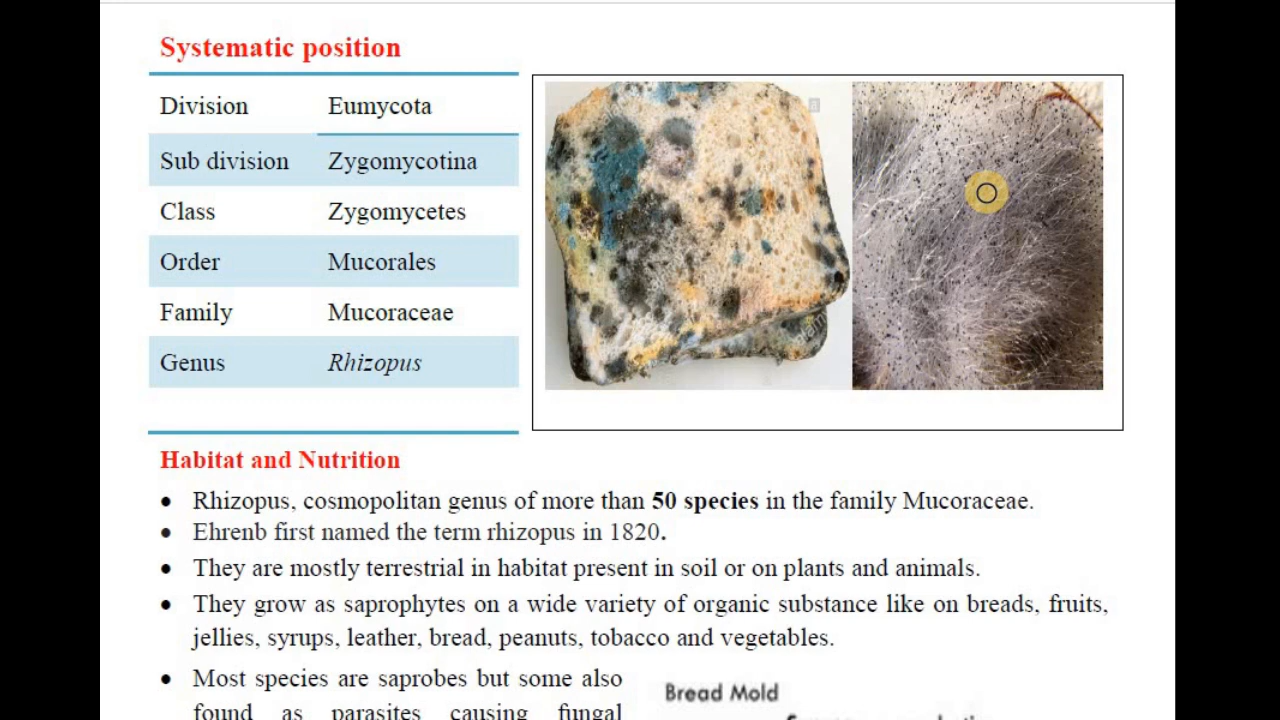 Systematic position
Division Eumycota
Sub division Zygomycotina
Class Zygomycetes
Order Mucorales
Family Mucoraceae
Genus Rhizopus
a
Habitat and Nutrition
• Rhizopus, cosmopolitan genus of more than 50 species in the family Mucoraceae.
• Ehrenb first named the term rhizopus in 1820.
• They are mostly terrestrial in habitat present in soil or on plants and animals.
• They grow as saprophytes on a wide variety of organic substance like on breads, fruits,
jellies, syrups, leather, bread, peanuts, tobacco and vegetables.
• Most species are saprobes but some also
found as parasites causing fungal
Bread Mold